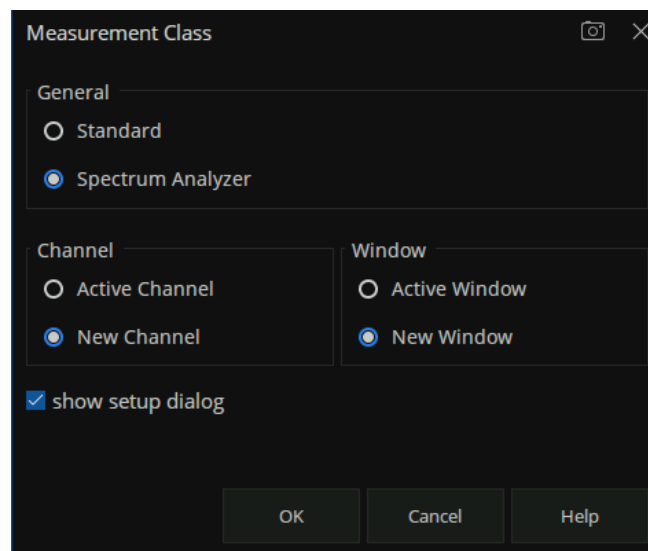 Measurement Class
General
Standard
Spectrum Analyzer
Channel
Active Channel
New Channel
Window
Active Window
New Window
show setup dialog
OK Cancel Help